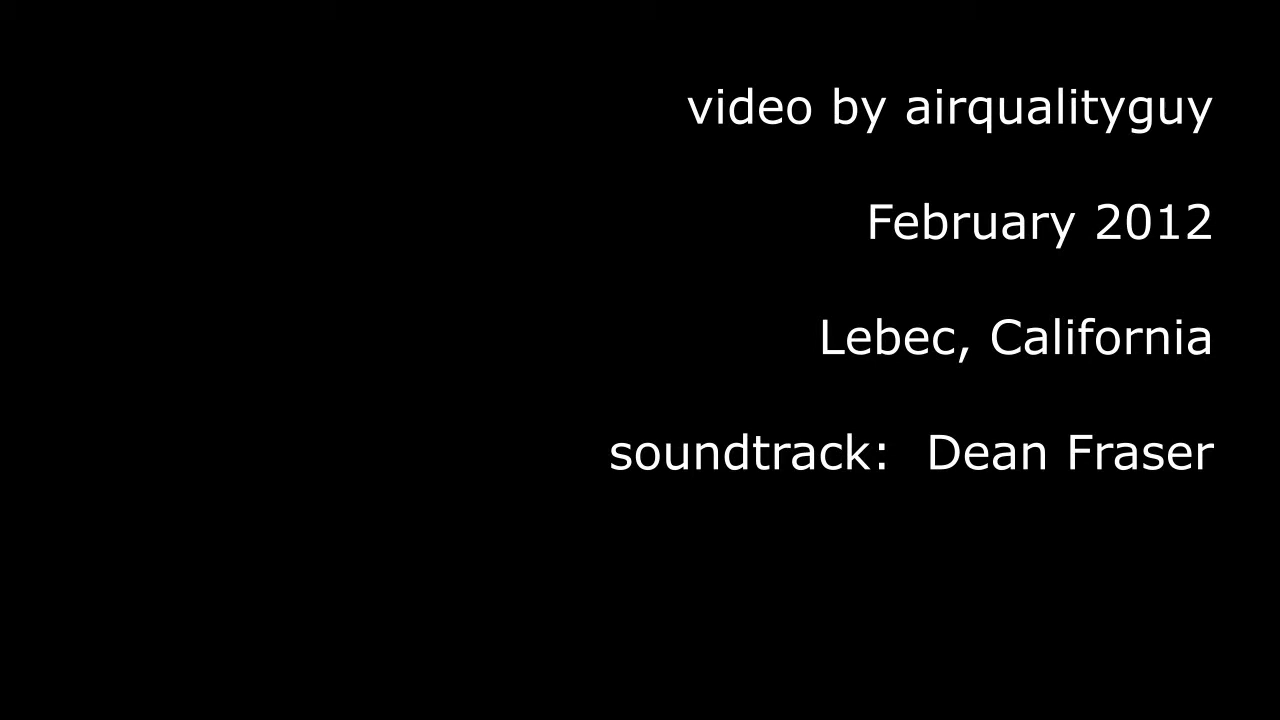 video by airqualityguy
February 2012
Lebec, California
soundtrack:  Dean Fraser